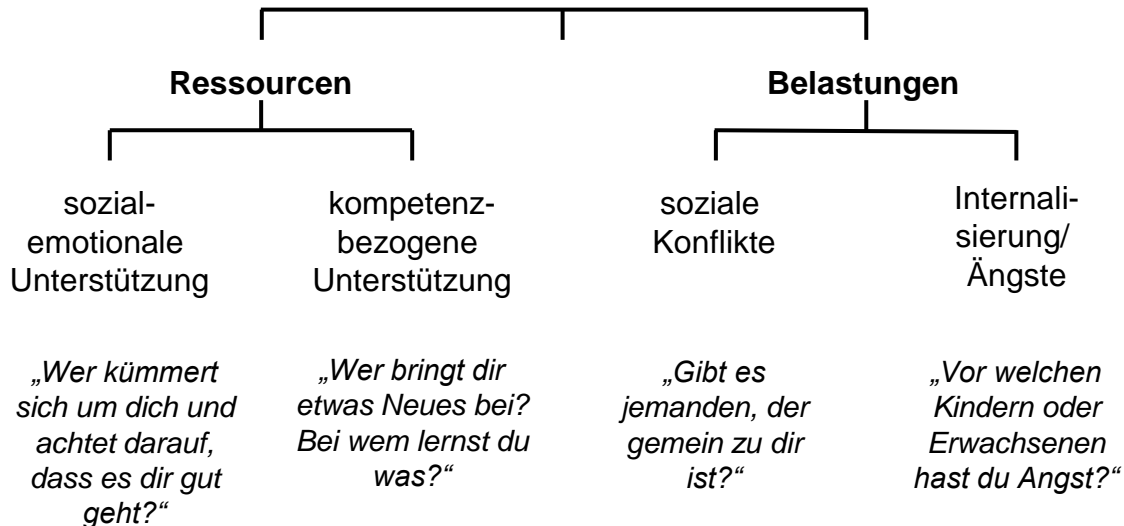 Ressourcen
Belastungen
sozial-
emotionale
Unterstützung
kompetenz-
bezogene
Unterstützung
soziale
Konflikte
Internali-
sierung/
Ängste
„Wer kümmert
sich um dich und
achtet darauf,
dass es dir gut
geht?“
„Wer bringt dir
etwas Neues bei?
Bei wem lernst du
was?“
„Gibt es
jemanden, der
gemein zu dir
ist?“
„Vor welchen
Kindern oder
Erwachsenen
hast du Angst?“